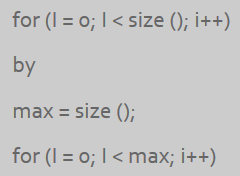 for (l = o; l < size (); i++)
by
max = size ();
for (l = o; l < max; i++)